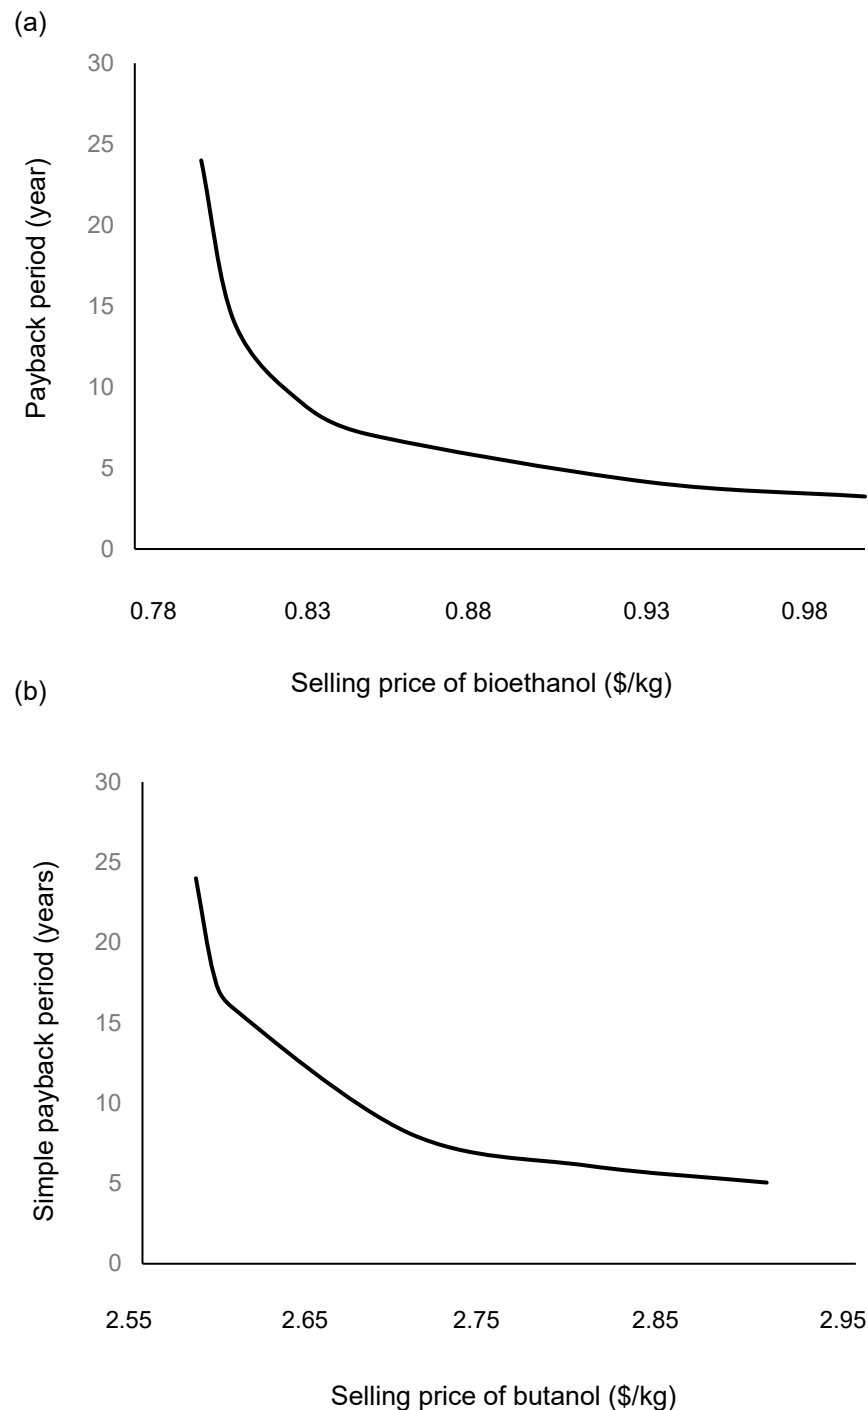 (a)
30
25
20
15
10
5
0
Payback period (year)
0.78 0.83 0.88 0.93 0.98
Selling price of bioethanol ($/kg)
(b)
30
25
20
15
10
5
0
Simple payback period (years)
2.55 2.65 2.75 2.85 2.95
Selling price of butanol ($/kg)